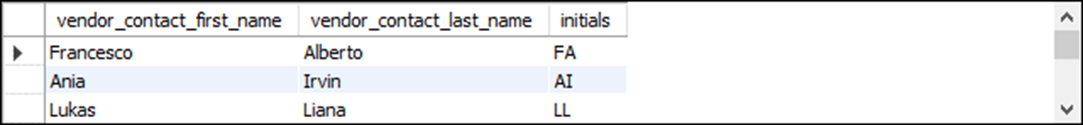 vendor_contact_first_name vendor_contact_last_name initials
Francesco Alberto FA
Ania Irvin AI
Lukas Liana LL